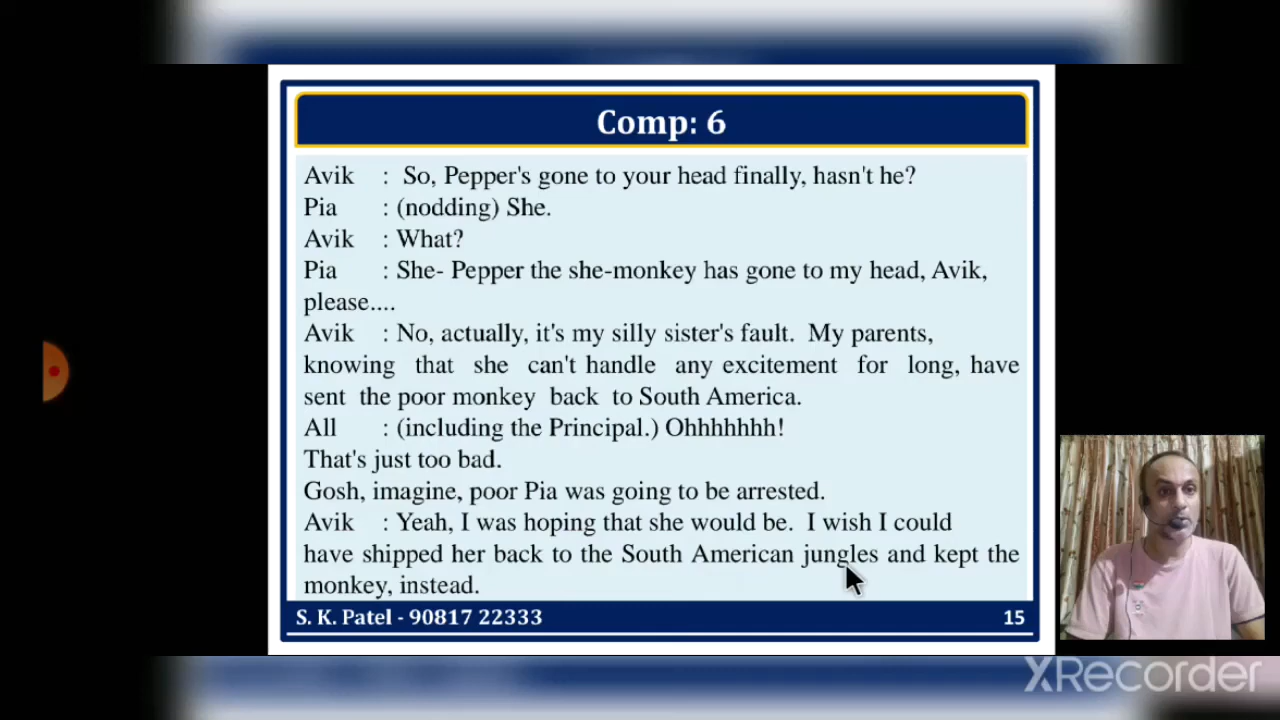 Comp: 6
Avik : So, Pepper's gone to your head finally, hasn't he?
Pia : (nodding) She.
Avik : What?
Pia : She- Pepper the she-monkey has gone to my head, Avik,
please....
Avik : No, actually, it's my silly sister's fault. My parents,
knowing that she can't handle any excitement for long, have
sent the poor monkey back to South America.
All : (including the Principal.) Ohhhhhhh!
That's just too bad.
Gosh, imagine, poor Pia was going to be arrested.
Avik : Yeah, I was hoping that she would be. I wish I could
have shipped her back to the South American jungles and kept the
monkey, instead.
S. K. Patel - 90817 22333 15
XRecorder